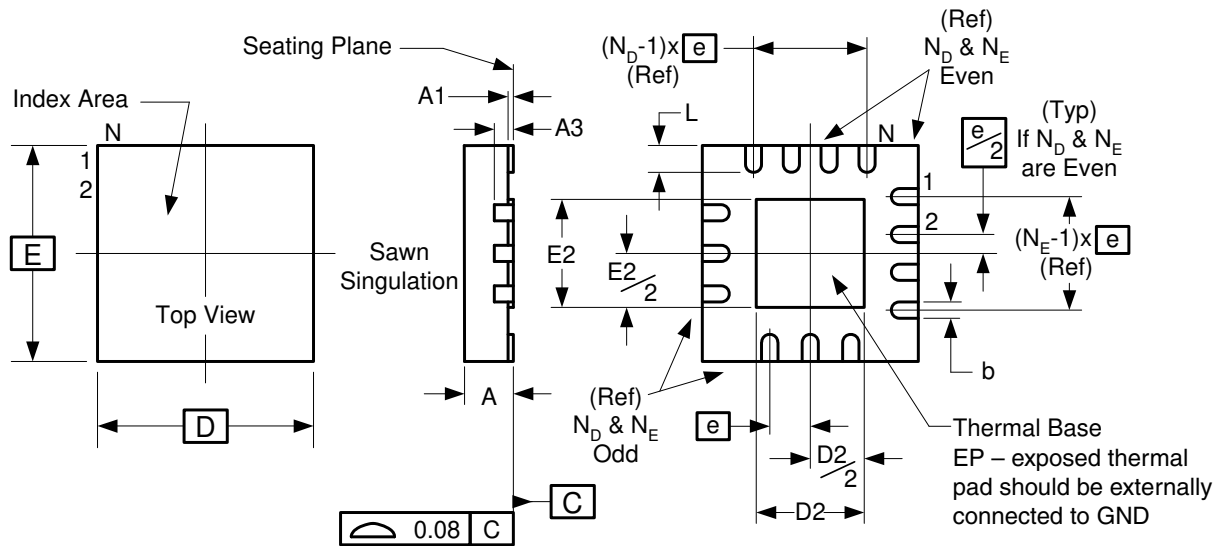 Seating Plane
Index Area
N
1
2
E
Top View
D
A1
A3
Sawn
Singulation
A
0.08 C
C
(N_D-1)x e
(Ref)
(Ref)
N_D & N_E
Even
L
N
e/2
(Typ)
If N_D & N_E
are Even
1
2
(N_E-1)x e
(Ref)
E2
E2/2
b
(Ref)
N_D & N_E
Odd
e
D2/2
D2
Thermal Base
EP – exposed thermal
pad should be externally
connected to GND